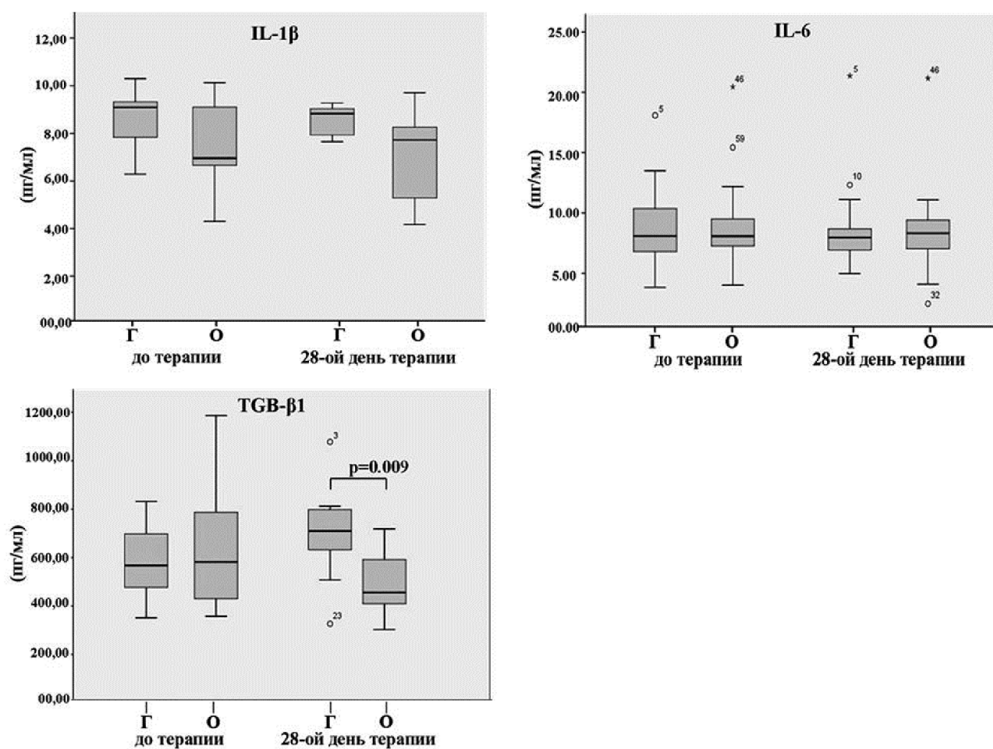 IL-1β
12,00
10,00
8,00
6,00
4,00
2,00
00,00
(пг/мл)
Г О Г О
до терапии 28-ой день терапии
IL-6
25.00
20.00
15.00
10.00
5.00
00.00
(пг/мл)
5 46 59 5 10 46 32
Г О Г О
до терапии 28-ой день терапии
TGB-β1
1200,00
1000,00
800,00
600,00
400,00
200,00
00,00
(пг/мл)
3
p=0.009
23
Г О Г О
до терапии 28-ой день терапии